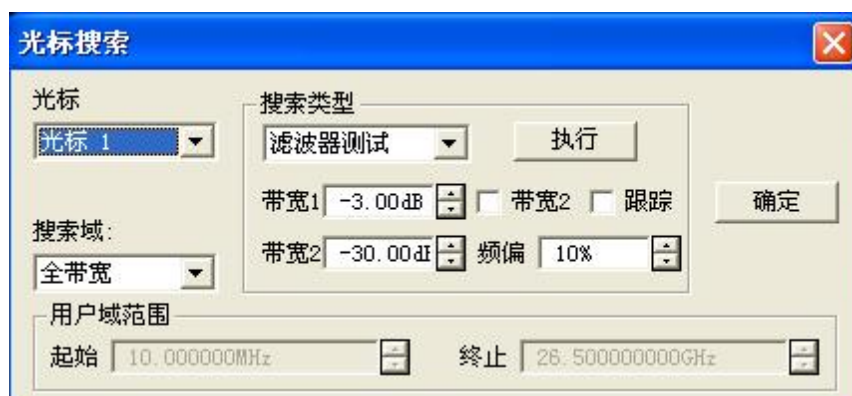 光标搜索
光标
搜索类型
光标 1
滤波器测试
执行
带宽1 -3.00dB
带宽2
跟踪
确定
搜索域:
带宽2 -30.00d
频偏 10%
全带宽
用户域范围
起始 10.000000MHz
终止 26.500000000GHz